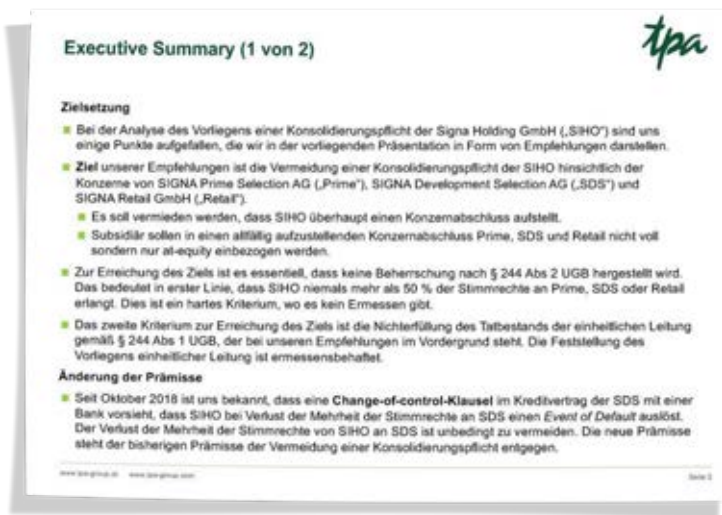 Executive Summary (1 von 2)
tpa
Zielsetzung
Bei der Analyse des Vorliegens einer Konsolidierungspflicht der Signa Holding GmbH („SIHO“) sind uns
einige Punkte aufgefallen, die wir in der vorliegenden Präsentation in Form von Empfehlungen darstellen.
Ziel unserer Empfehlungen ist die Vermeidung einer Konsolidierungspflicht der SIHO hinsichtlich der
Konzerne von SIGNA Prime Selection AG („Prime“), SIGNA Development Selection AG („SDS“) und
SIGNA Retail GmbH („Retail“).
Es soll vermieden werden, dass SIHO überhaupt einen Konzernabschluss aufstellt.
Subsidiär sollen in einen allfällig aufzustellenden Konzernabschluss Prime, SDS und Retail nicht voll
sondern nur at-equity einbezogen werden.
Zur Erreichung des Ziels ist es essentiell, dass keine Beherrschung nach § 244 Abs 2 UGB hergestellt wird.
Das bedeutet in erster Linie, dass SIHO niemals mehr als 50 % der Stimmrechte an Prime, SDS oder Retail
erlangt. Dies ist ein hartes Kriterium, wo es kein Ermessen gibt.
Das zweite Kriterium zur Erreichung des Ziels ist die Nichterfüllung des Tatbestands der einheitlichen Leitung
gemäß § 244 Abs 1 UGB, der bei unseren Empfehlungen im Vordergrund steht. Die Feststellung des
Vorliegens einheitlicher Leitung ist ermessensbehaftet.
Änderung der Prämisse
Seit Oktober 2018 ist uns bekannt, dass eine Change-of-control-Klausel im Kreditvertrag der SDS mit einer
Bank vorsieht, dass SIHO bei Verlust der Mehrheit der Stimmrechte an SDS einen Event of Default auslöst.
Der Verlust der Mehrheit der Stimmrechte von SIHO an SDS ist unbedingt zu vermeiden. Die neue Prämisse
steht der bisherigen Prämisse der Vermeidung einer Konsolidierungspflicht entgegen.
www.tpa-group.at www.tpa-group.com